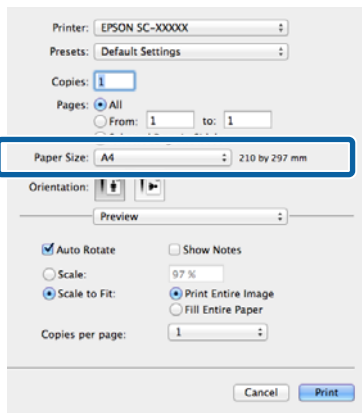 Printer: EPSON SC-XXXXX
Presets: Default Settings
Copies: 1
Pages: All
From: 1 to: 1
Paper Size: A4 210 by 297 mm
Orientation:
Preview
Auto Rotate Show Notes
Scale: 97 %
Scale to Fit: Print Entire Image
Fill Entire Paper
Copies per page: 1
Cancel Print